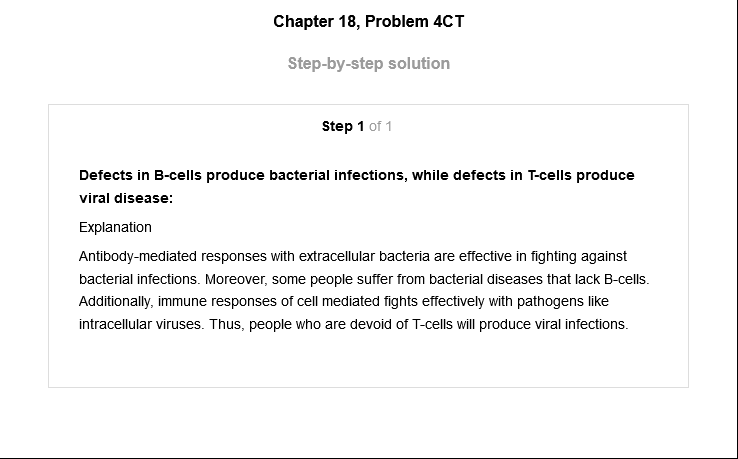 Chapter 18, Problem 4CT
Step-by-step solution
Step 1 of 1
Defects in B-cells produce bacterial infections, while defects in T-cells produce
viral disease:
Explanation
Antibody-mediated responses with extracellular bacteria are effective in fighting against
bacterial infections. Moreover, some people suffer from bacterial diseases that lack B-cells.
Additionally, immune responses of cell mediated fights effectively with pathogens like
intracellular viruses. Thus, people who are devoid of T-cells will produce viral infections.